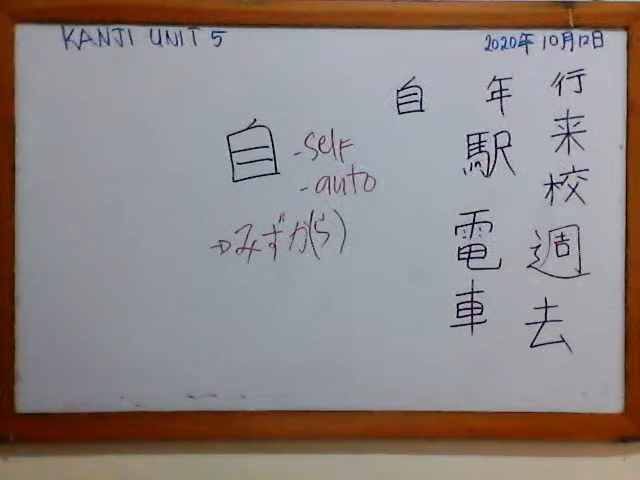 KANJI UNIT 5
2020年10月12日
行来校週去
年駅電車
自
自
-self
-auto
→みずか(ら)